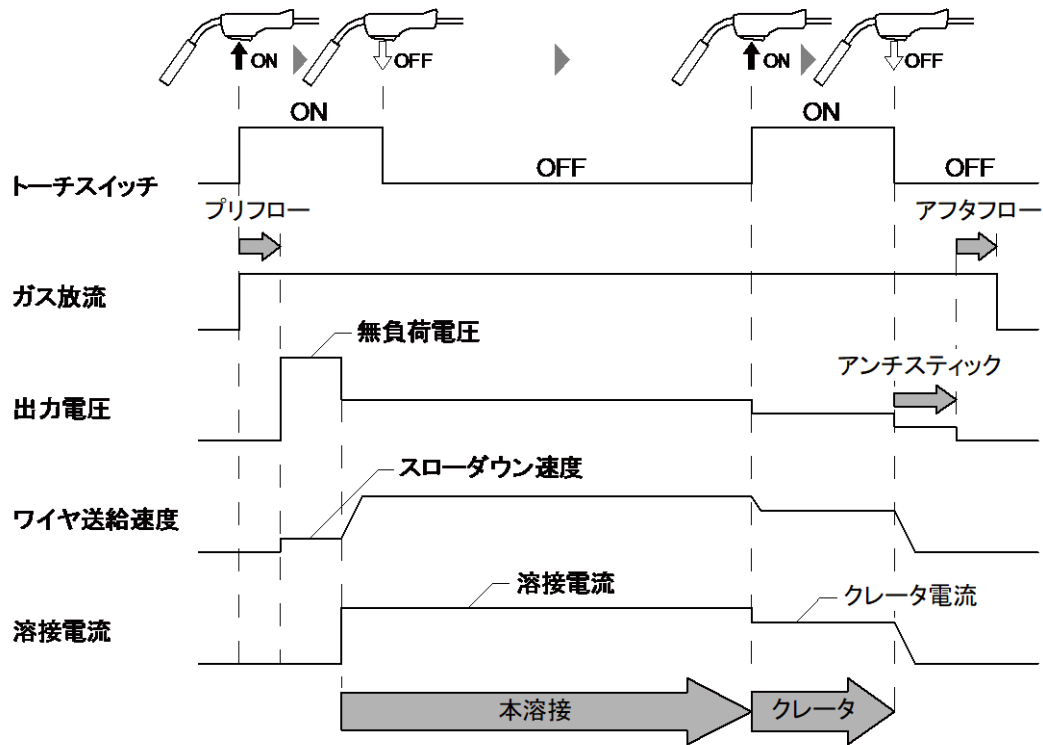 ON
OFF
ON
OFF
ON
ON
トーチスイッチ
OFF
OFF
プリフロー
アフタフロー
ガス放流
無負荷電圧
アンチスティック
出力電圧
スローダウン速度
ワイヤ送給速度
溶接電流
クレータ電流
溶接電流
本溶接
クレータ